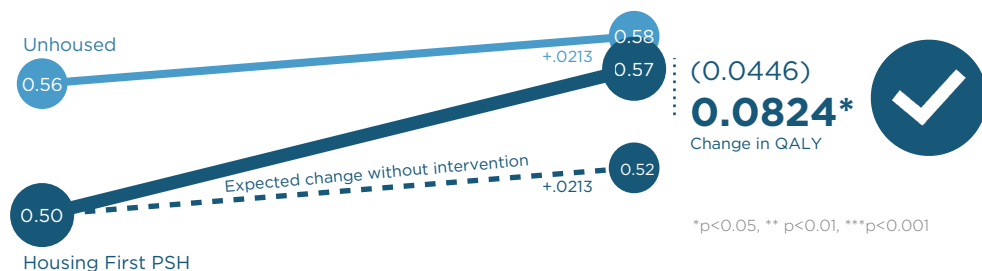 Unhoused
0.56
0.58
+.0213
0.57
(0.0446)
0.0824*
Change in QALY
Expected change without intervention
+.0213
0.52
0.50
*p<0.05, ** p<0.01, ***p<0.001
Housing First PSH